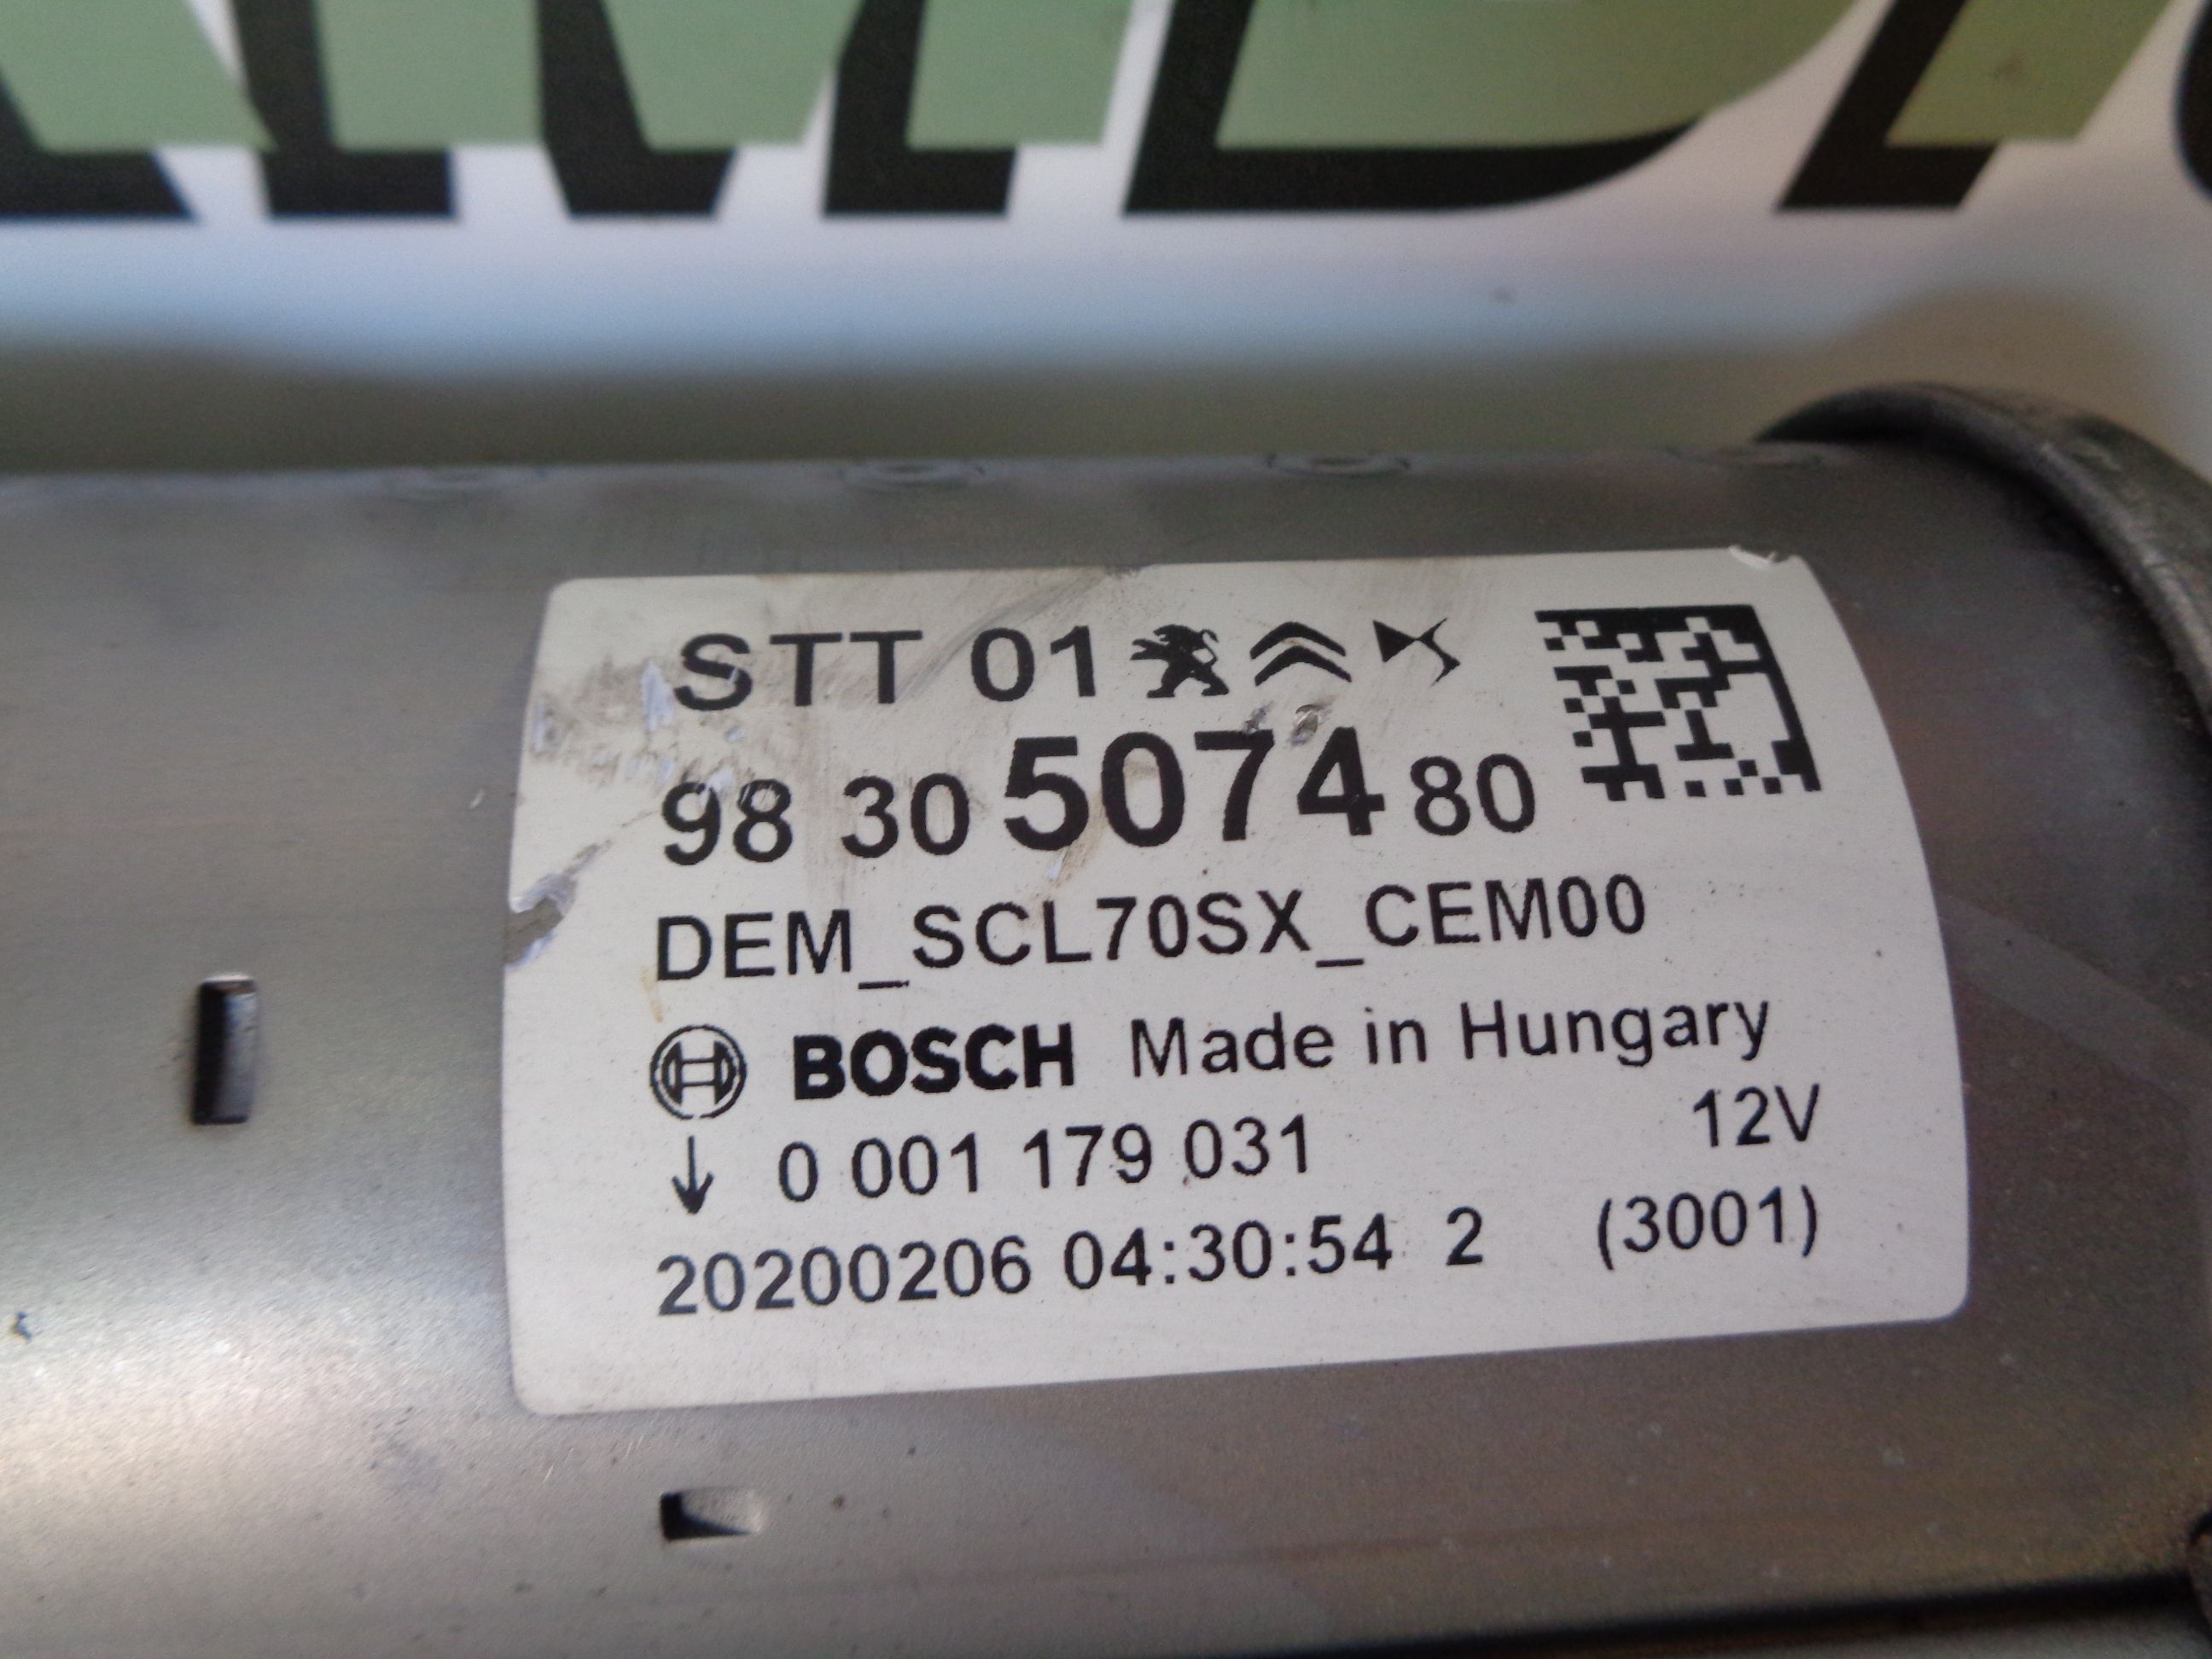 STT 01
98 30 5074 80
DEM_SCL70SX_CEM00
BOSCH Made in Hungary
0 001 179 031 12V
20200206 04:30:54 2 (3001)